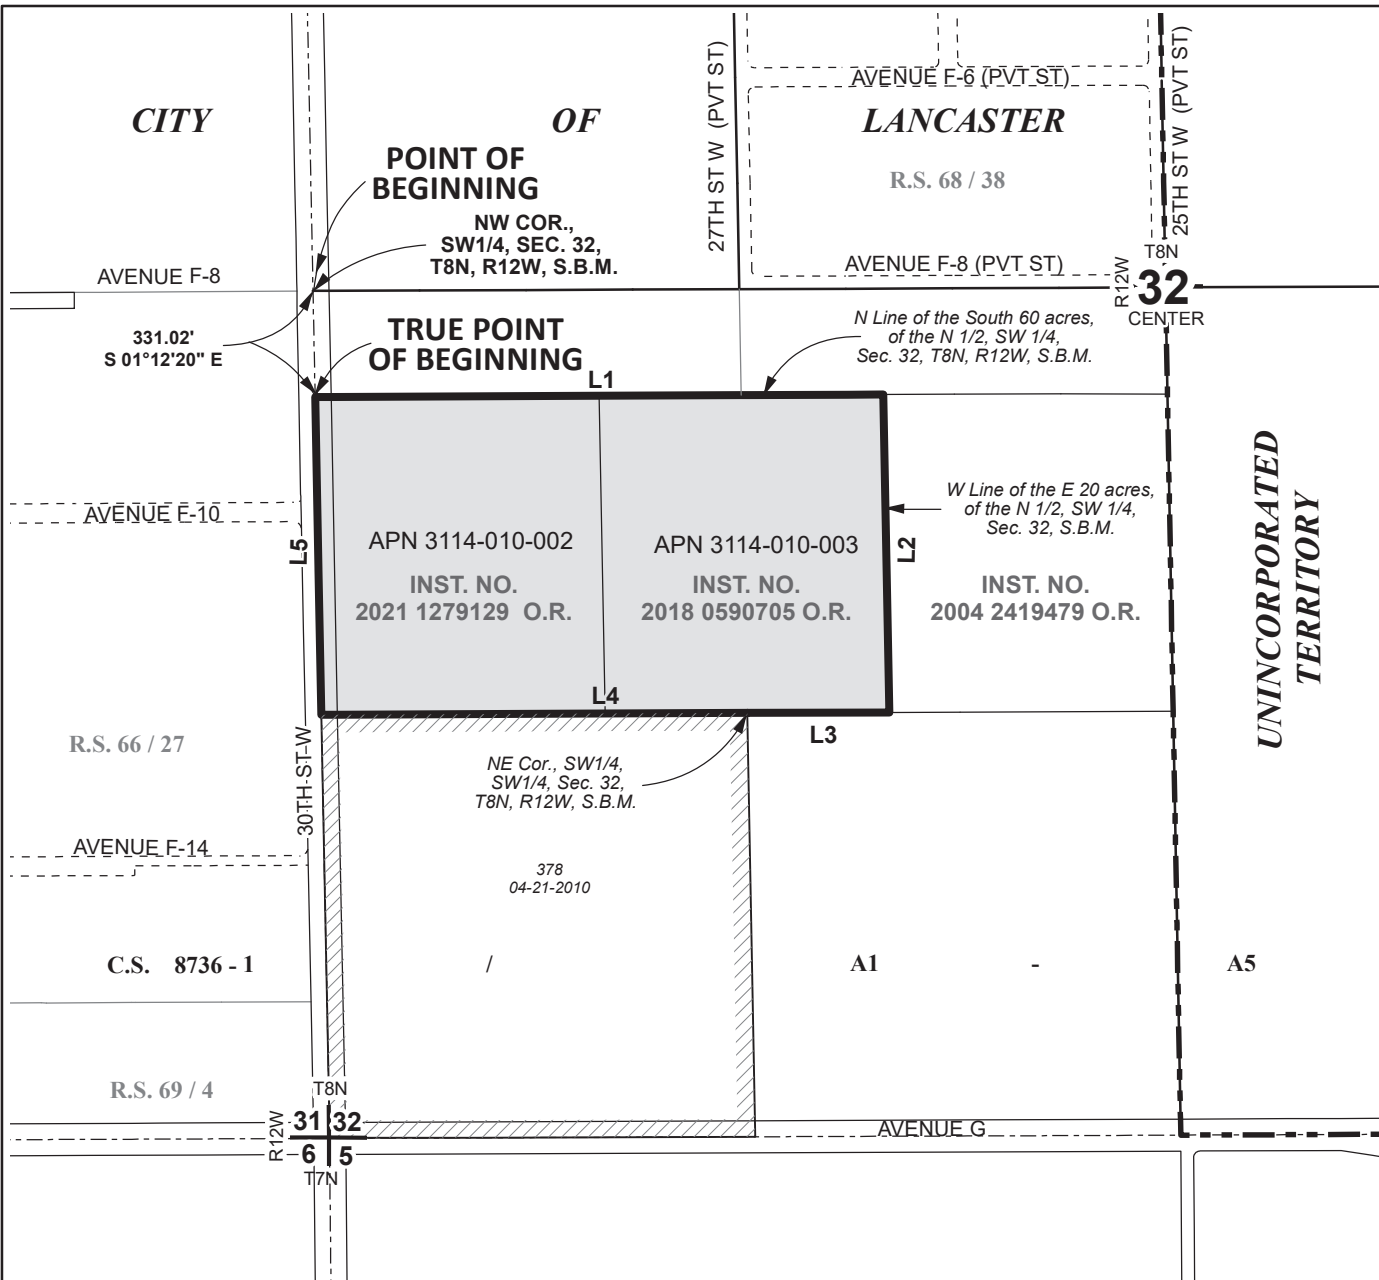 AVENUE F-6 (PVT ST)
27TH ST W (PVT ST)
25TH ST W (PVT ST)
CITY OF LANCASTER
POINT OF
BEGINNING
R.S. 68 / 38
NW COR.,
SW1/4, SEC. 32,
T8N, R12W, S.B.M.
AVENUE F-8
AVENUE F-8 (PVT ST)
T8N
R12W
32
CENTER
331.02'
S 01°12'20" E
TRUE POINT
OF BEGINNING
N Line of the South 60 acres,
of the N 1/2, SW 1/4,
Sec. 32, T8N, R12W, S.B.M.
L1
W Line of the E 20 acres,
of the N 1/2, SW 1/4,
Sec. 32, S.B.M.
AVENUE F-10
L5
APN 3114-010-002
INST. NO.
2021 1279129 O.R.
APN 3114-010-003
INST. NO.
2018 0590705 O.R.
L2
INST. NO.
2004 2419479 O.R.
UNINCORPORATED
TERRITORY
L4
L3
R.S. 66 / 27
30TH ST W
NE Cor., SW1/4,
SW1/4, Sec. 32,
T8N, R12W, S.B.M.
AVENUE F-14
378
04-21-2010
C.S. 8736 - 1 / A1 - A5
R.S. 69 / 4
T8N
R12W
31 32
6 5
T7N
AVENUE G